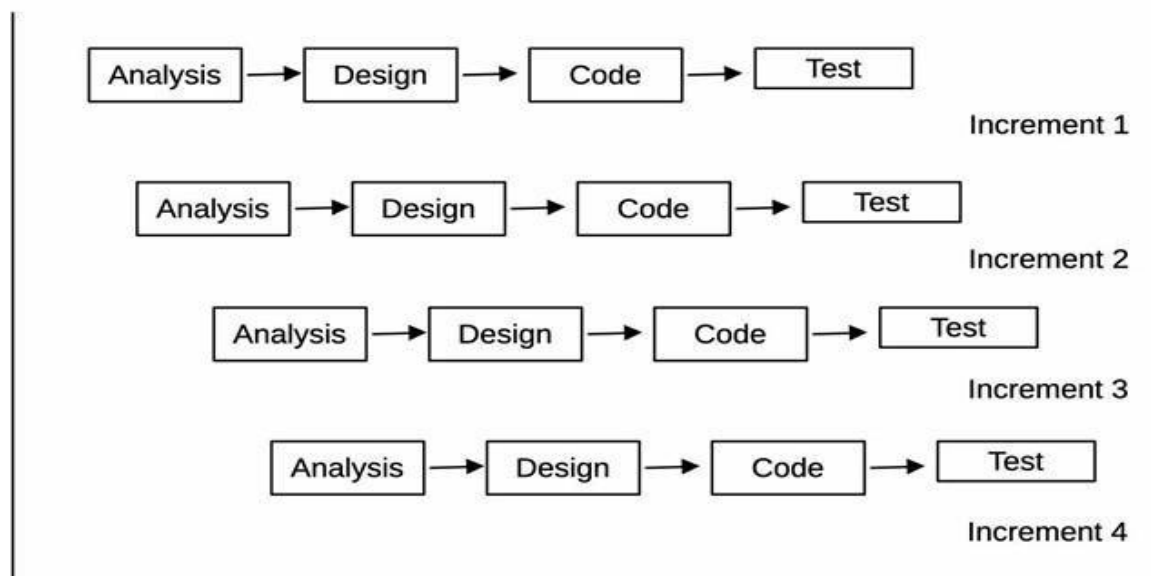 Analysis Design Code Test
Increment 1
Analysis Design Code Test
Increment 2
Analysis Design Code Test
Increment 3
Analysis Design Code Test
Increment 4